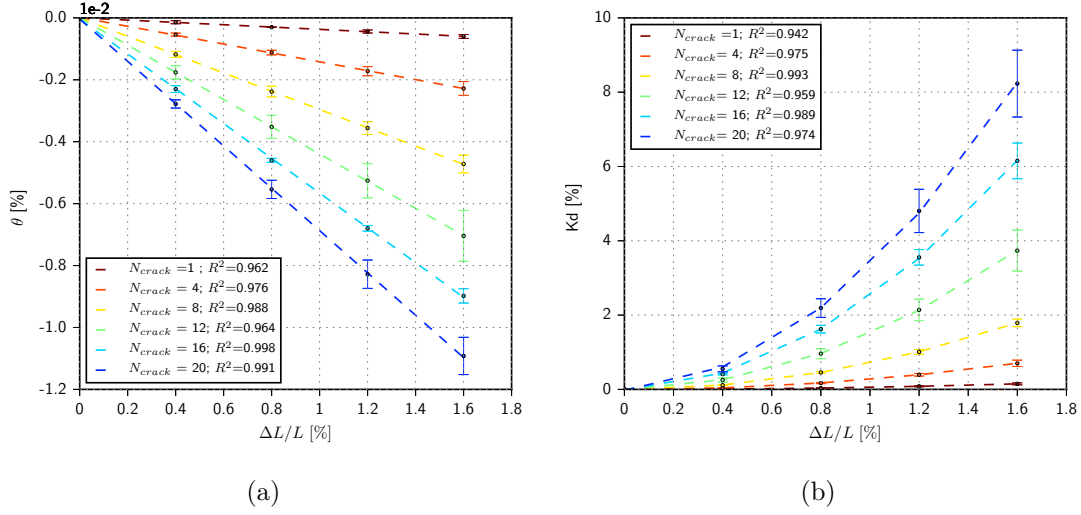 1e-2
0.0
-0.2
-0.4
-0.6
-0.8
-1.0
-1.2
θ [%]
N_crack =1 ; R²=0.962
N_crack = 4; R²=0.976
N_crack = 8; R²=0.988
N_crack = 12; R²=0.964
N_crack = 16; R²=0.998
N_crack = 20; R²=0.991
0 0.2 0.4 0.6 0.8 1 1.2 1.4 1.6 1.8
ΔL/L [%]
(a)
10
8
6
4
2
0
Kd [%]
N_crack =1; R²=0.942
N_crack = 4; R²=0.975
N_crack = 8; R²=0.993
N_crack = 12; R²=0.959
N_crack = 16; R²=0.989
N_crack = 20; R²=0.974
0 0.2 0.4 0.6 0.8 1 1.2 1.4 1.6 1.8
ΔL/L [%]
(b)